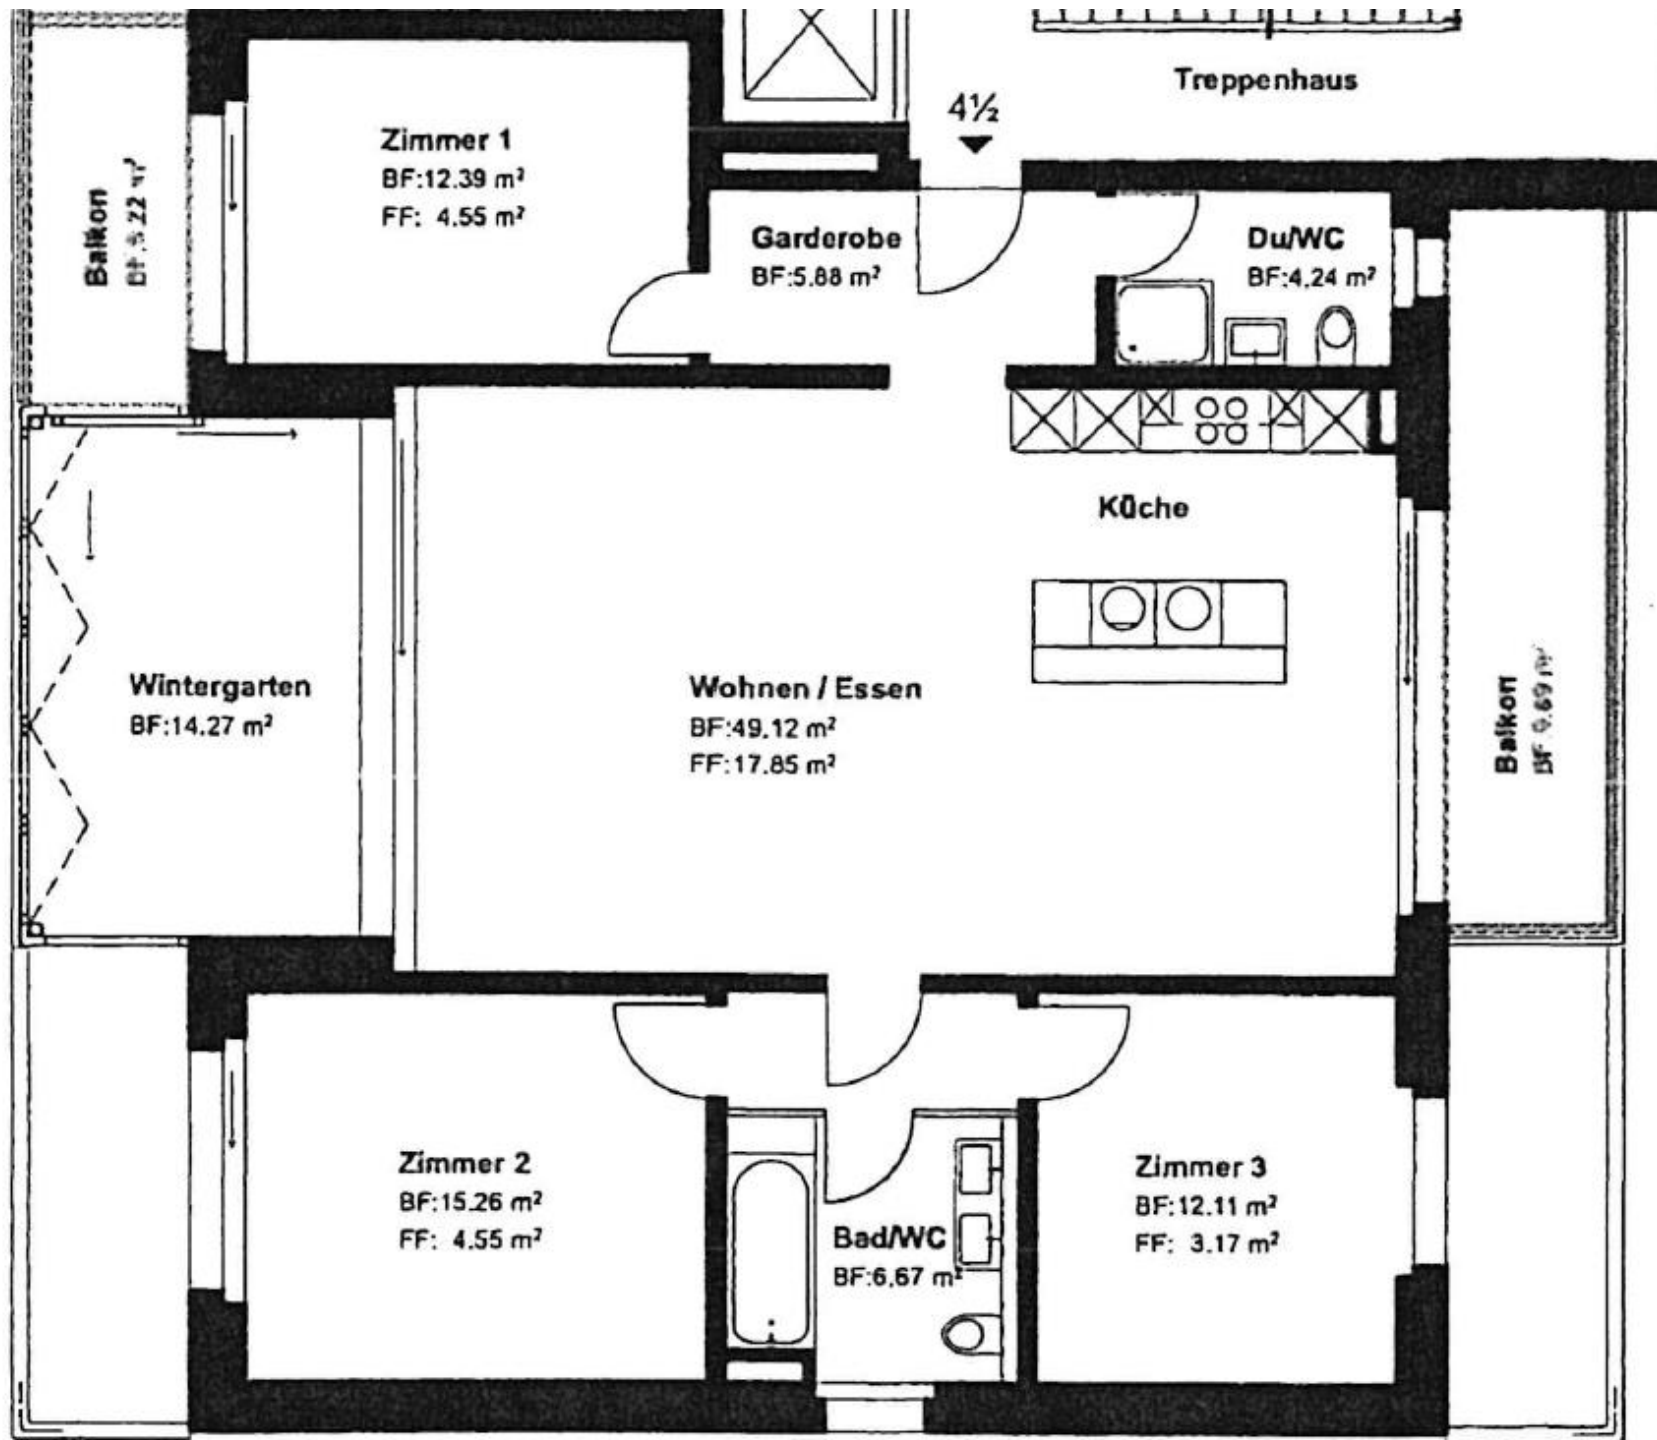 Treppenhaus
4½
Zimmer 1
BF:12.39 m²
FF: 4.55 m²
Balkon
Garderobe
BF:5.88 m²
Du/WC
BF:4.24 m²
Küche
Wintergarten
BF:14.27 m²
Wohnen / Essen
BF:49.12 m²
FF:17.85 m²
Balkon
Zimmer 2
BF:15.26 m²
FF: 4.55 m²
Bad/WC
BF:6.67 m²
Zimmer 3
BF:12.11 m²
FF: 3.17 m²